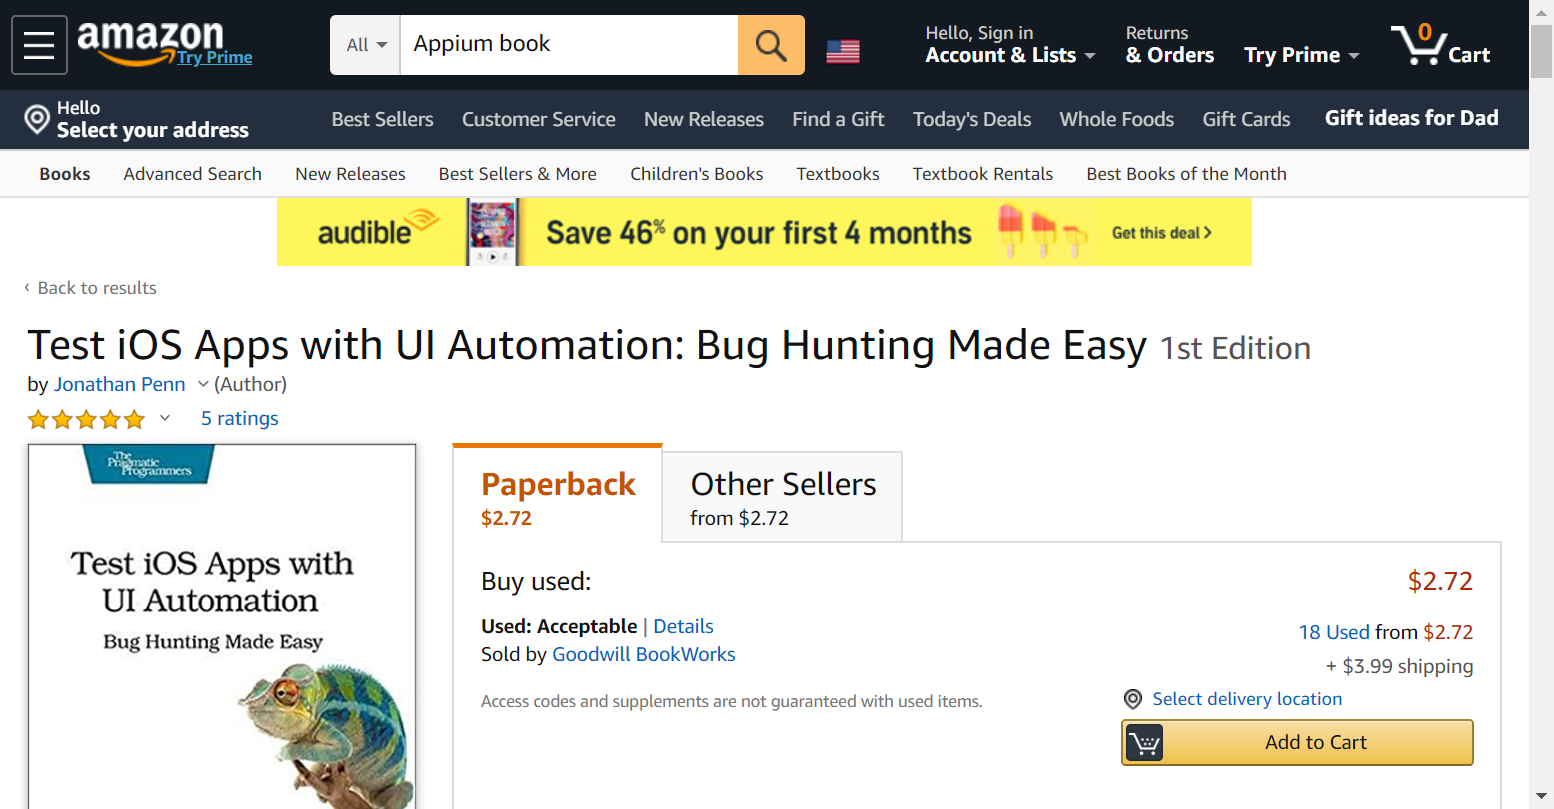 amazon
Try Prime
All
Appium book
Hello, Sign in
Account & Lists
Returns
& Orders
Try Prime
0
Cart
Hello
Select your address
Best Sellers
Customer Service
New Releases
Find a Gift
Today's Deals
Whole Foods
Gift Cards
Gift ideas for Dad
Books
Advanced Search
New Releases
Best Sellers & More
Children's Books
Textbooks
Textbook Rentals
Best Books of the Month
audible
Save 46% on your first 4 months
Get this deal >
‹ Back to results
Test iOS Apps with UI Automation: Bug Hunting Made Easy 1st Edition
by Jonathan Penn (Author)
5 ratings
The
Pragmatic
Programmers
Test iOS Apps with
UI Automation
Bug Hunting Made Easy
Paperback
$2.72
Other Sellers
from $2.72
Buy used:
$2.72
Used: Acceptable | Details
Sold by Goodwill BookWorks
Access codes and supplements are not guaranteed with used items.
18 Used from $2.72
+ $3.99 shipping
Select delivery location
Add to Cart